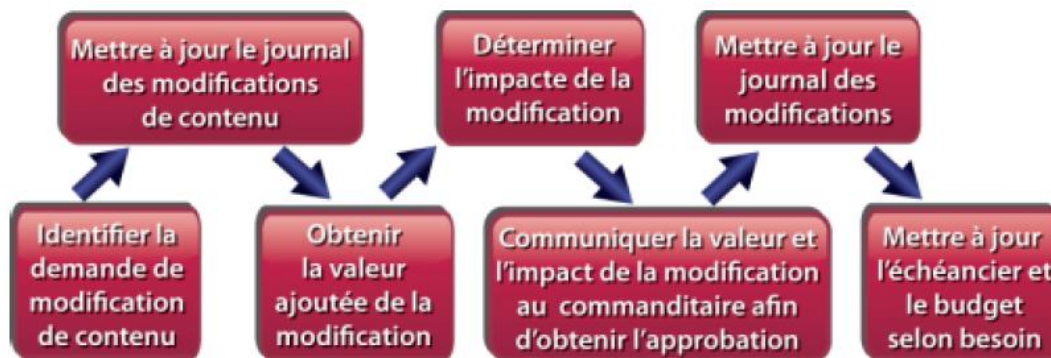 Identifier la
demande de
modification
de contenu
Mettre à jour le journal
des modifications
de contenu
Obtenir
la valeur
ajoutée de la
modification
Déterminer
l'impacte de la
modification
Communiquer la valeur et
l'impact de la modification
au commanditaire afin
d'obtenir l'approbation
Mettre à jour le
journal des
modifications
Mettre à jour
l'échéancier et
le budget
selon besoin